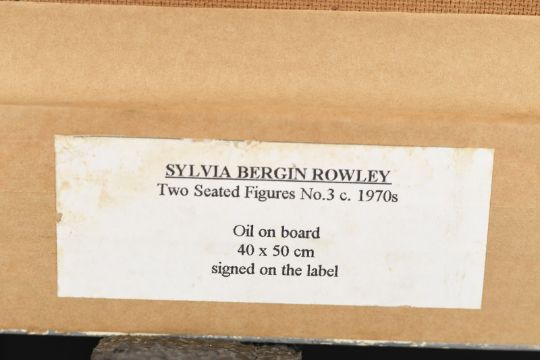 SYLVIA BERGIN ROWLEY
Two Seated Figures No.3 c. 1970s
Oil on board
40 x 50 cm
signed on the label